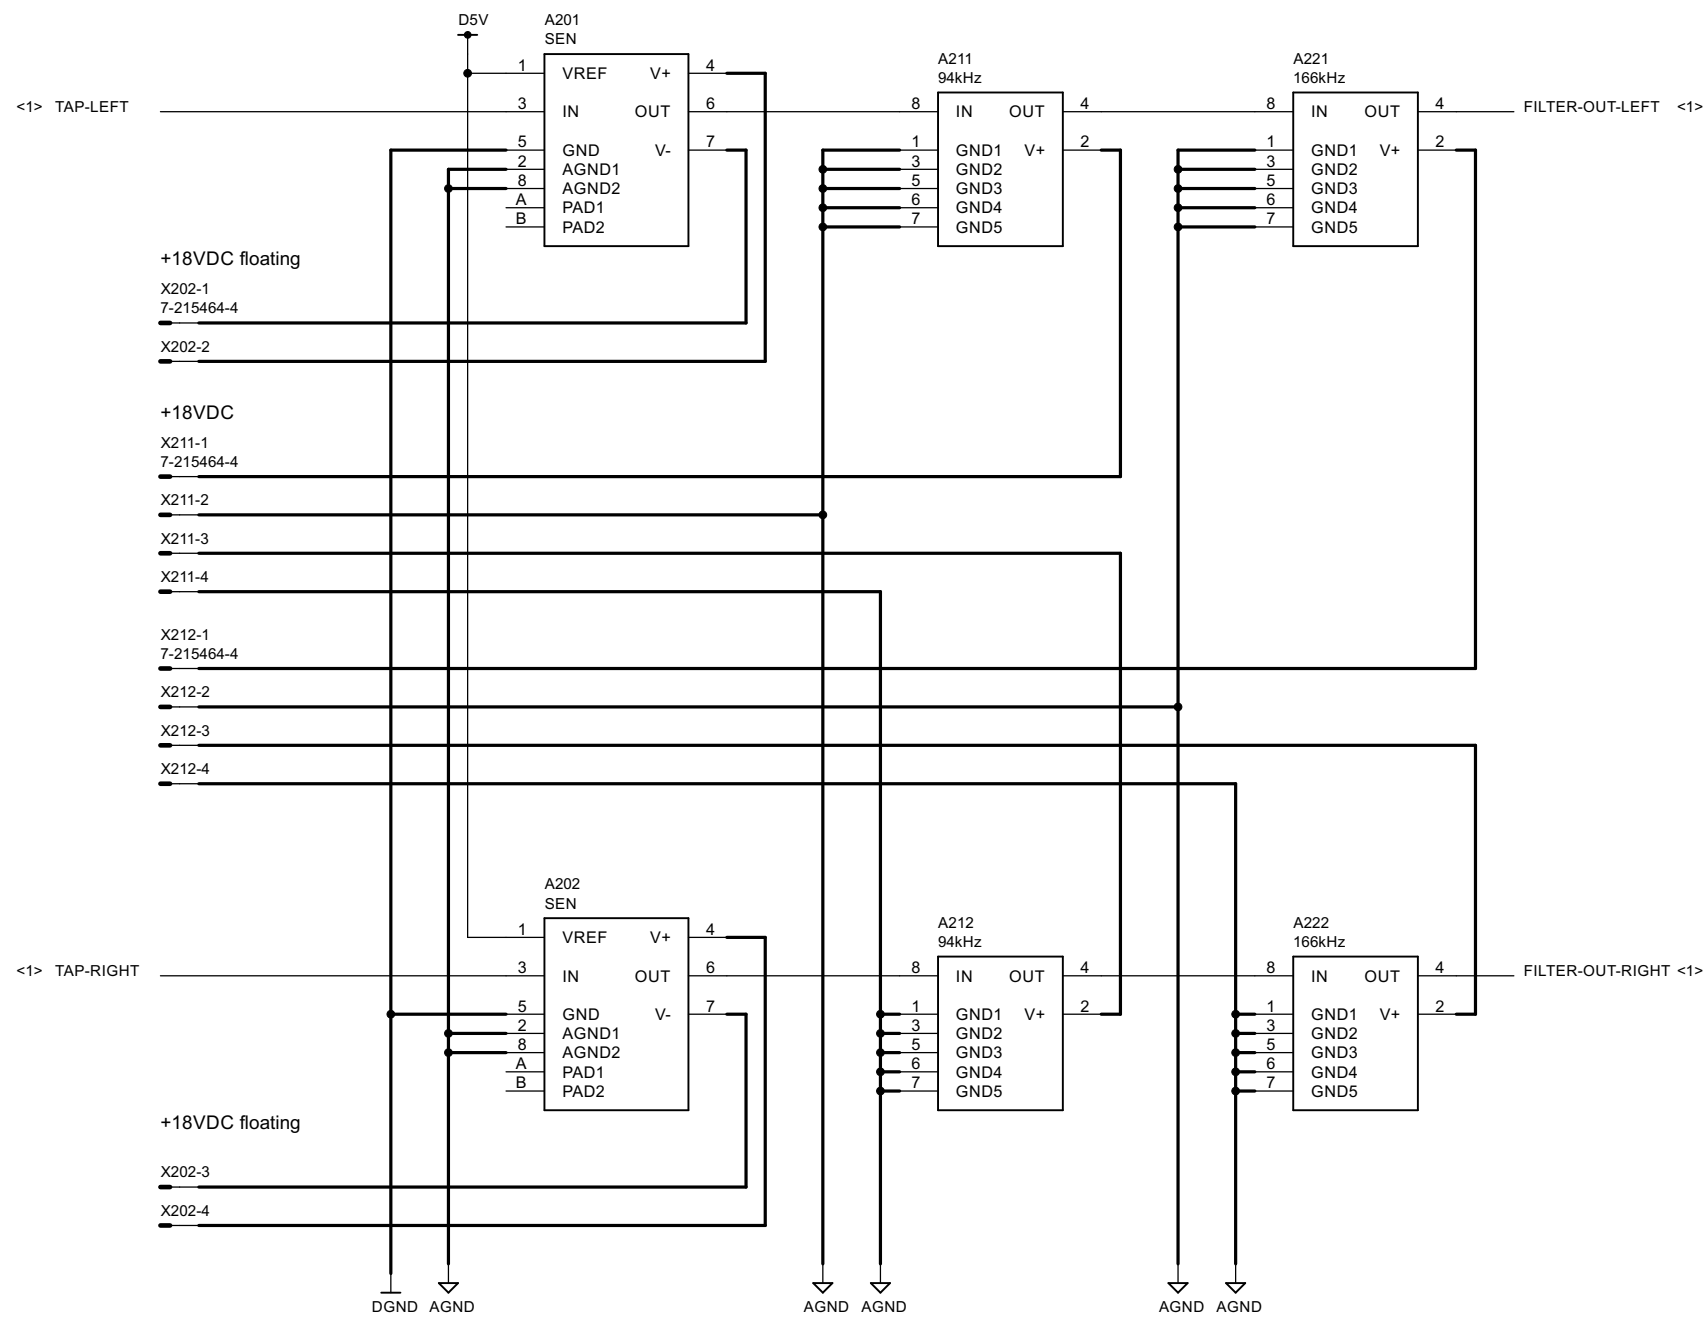 D5V
A201
SEN
1 VREF V+ 4
<1> TAP-LEFT
3 IN OUT 6
5 GND V- 7
2 AGND1
8 AGND2
A PAD1
B PAD2
A211
94kHz
8 IN OUT 4
1 GND1 V+ 2
3 GND2
5 GND3
6 GND4
7 GND5
A221
166kHz
8 IN OUT 4
1 GND1 V+ 2
3 GND2
5 GND3
6 GND4
7 GND5
FILTER-OUT-LEFT <1>
+18VDC floating
X202-1
7-215464-4
X202-2
+18VDC
X211-1
7-215464-4
X211-2
X211-3
X211-4
X212-1
7-215464-4
X212-2
X212-3
X212-4
A202
SEN
1 VREF V+ 4
<1> TAP-RIGHT
3 IN OUT 6
5 GND V- 7
2 AGND1
8 AGND2
A PAD1
B PAD2
A212
94kHz
8 IN OUT 4
1 GND1 V+ 2
3 GND2
5 GND3
6 GND4
7 GND5
A222
166kHz
8 IN OUT 4
1 GND1 V+ 2
3 GND2
5 GND3
6 GND4
7 GND5
FILTER-OUT-RIGHT <1>
+18VDC floating
X202-3
X202-4
DGND AGND AGND AGND AGND AGND